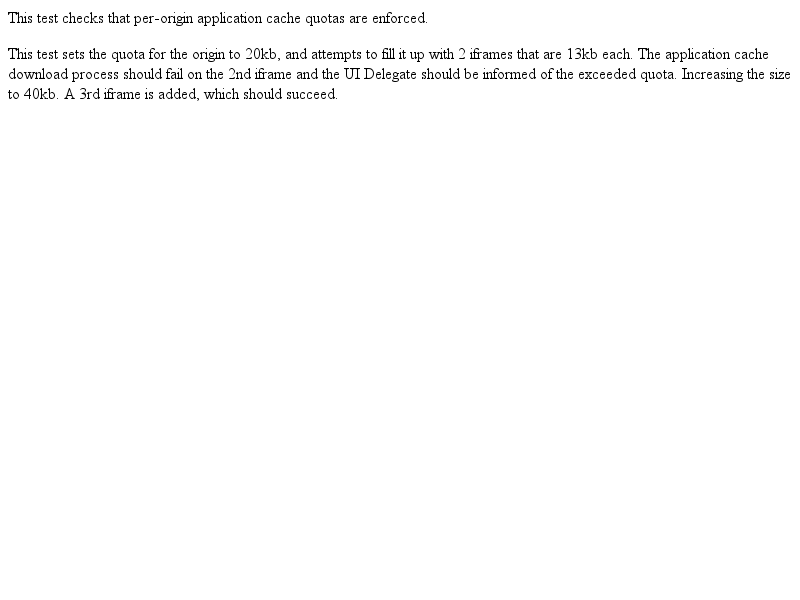 This test checks that per-origin application cache quotas are enforced.
This test sets the quota for the origin to 20kb, and attempts to fill it up with 2 iframes that are 13kb each. The application cache
download process should fail on the 2nd iframe and the UI Delegate should be informed of the exceeded quota. Increasing the size
to 40kb. A 3rd iframe is added, which should succeed.